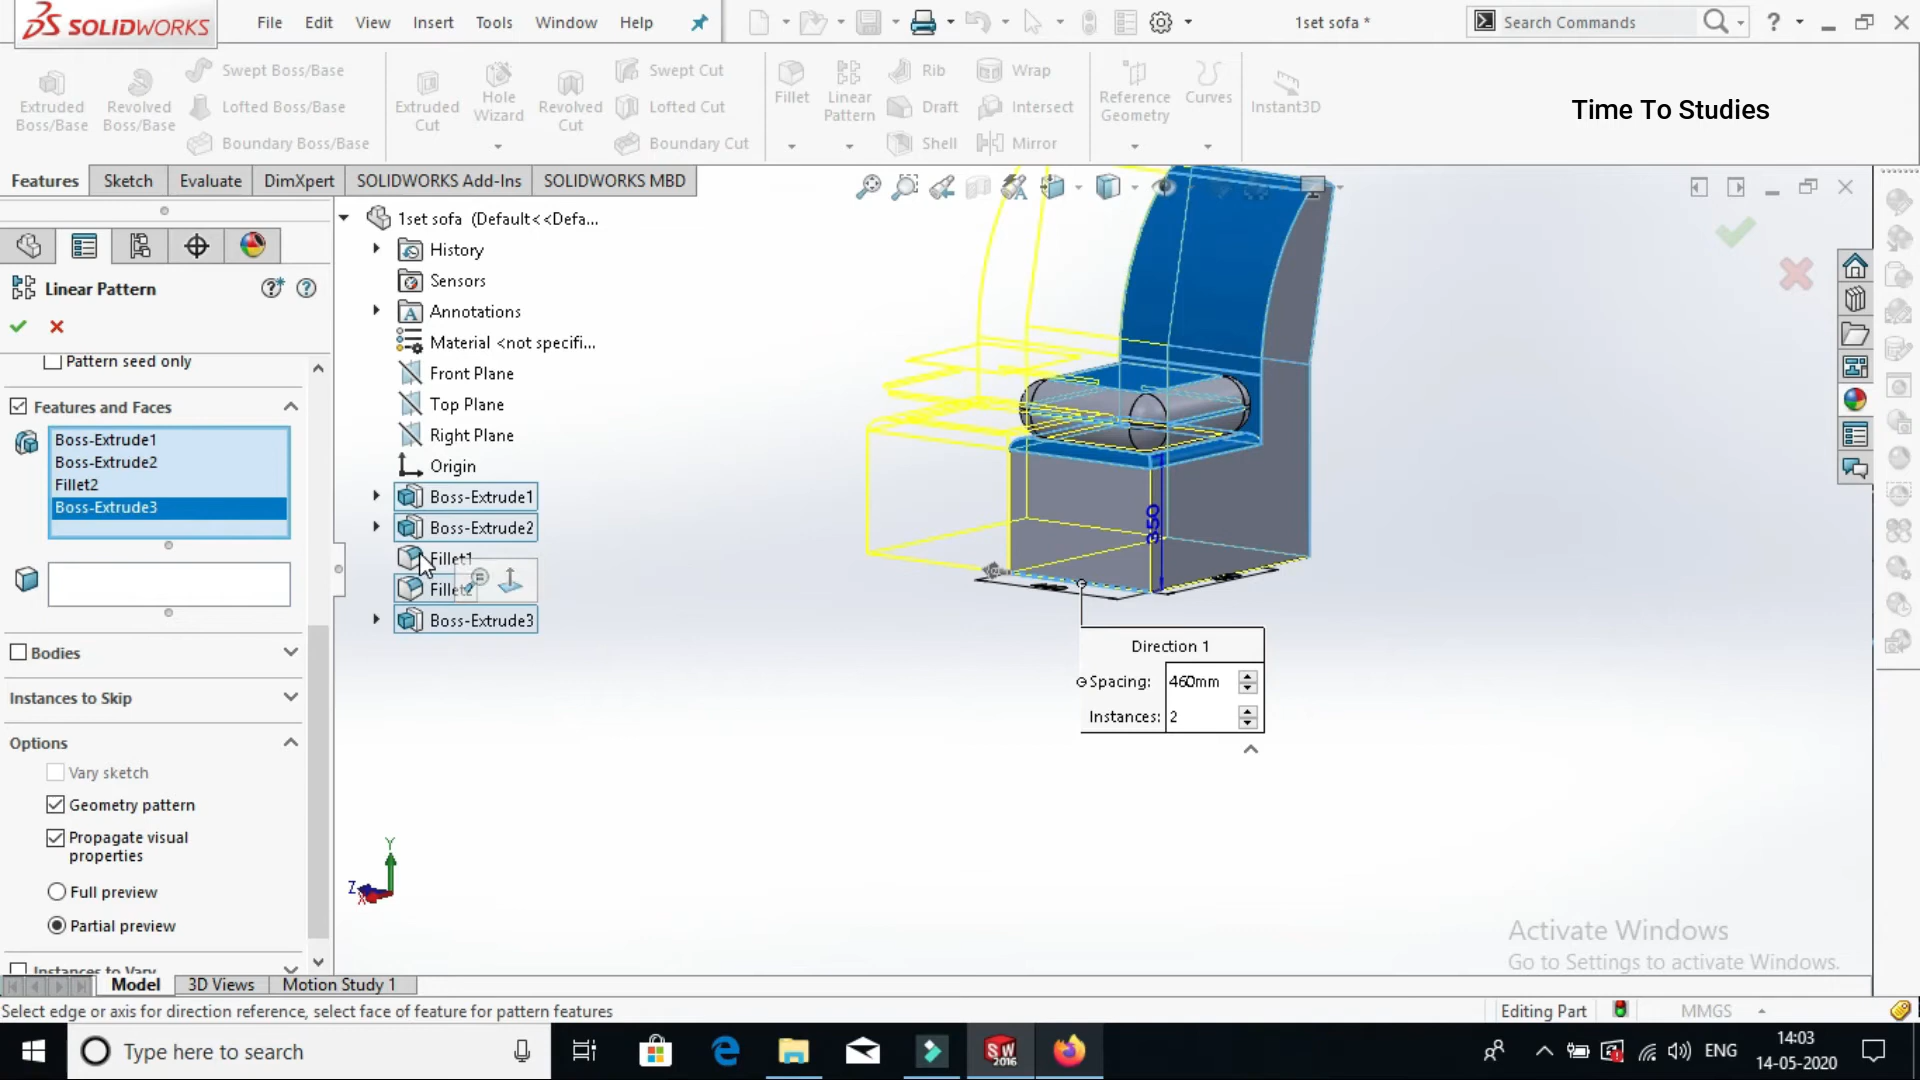 SOLIDWORKS
File Edit View Insert Tools Window Help
1set sofa *
Search Commands
Extruded Boss/Base
Revolved Boss/Base
Swept Boss/Base
Lofted Boss/Base
Boundary Boss/Base
Extruded Cut
Hole Wizard
Revolved Cut
Swept Cut
Lofted Cut
Boundary Cut
Fillet
Linear Pattern
Rib
Draft
Shell
Wrap
Intersect
Mirror
Reference Geometry
Curves
Instant3D
Time To Studies
Features Sketch Evaluate DimXpert SOLIDWORKS Add-Ins SOLIDWORKS MBD
Linear Pattern
Pattern seed only
Features and Faces
Boss-Extrude1
Boss-Extrude2
Fillet2
Boss-Extrude3
Bodies
Instances to Skip
Options
Vary sketch
Geometry pattern
Propagate visual
properties
Full preview
Partial preview
Instances to Vary
1set sofa (Default<<Defa...
History
Sensors
Annotations
Material <not specifi...
Front Plane
Top Plane
Right Plane
Origin
Boss-Extrude1
Boss-Extrude2
Fillet1
Fillet2
Boss-Extrude3
350
Direction 1
Spacing: 460mm
Instances: 2
Y
Z
X
Activate Windows
Go to Settings to activate Windows.
Model 3D Views Motion Study 1
Select edge or axis for direction reference, select face of feature for pattern features
Editing Part
MMGS
Type here to search
SW
2016
ENG
14:03
14-05-2020